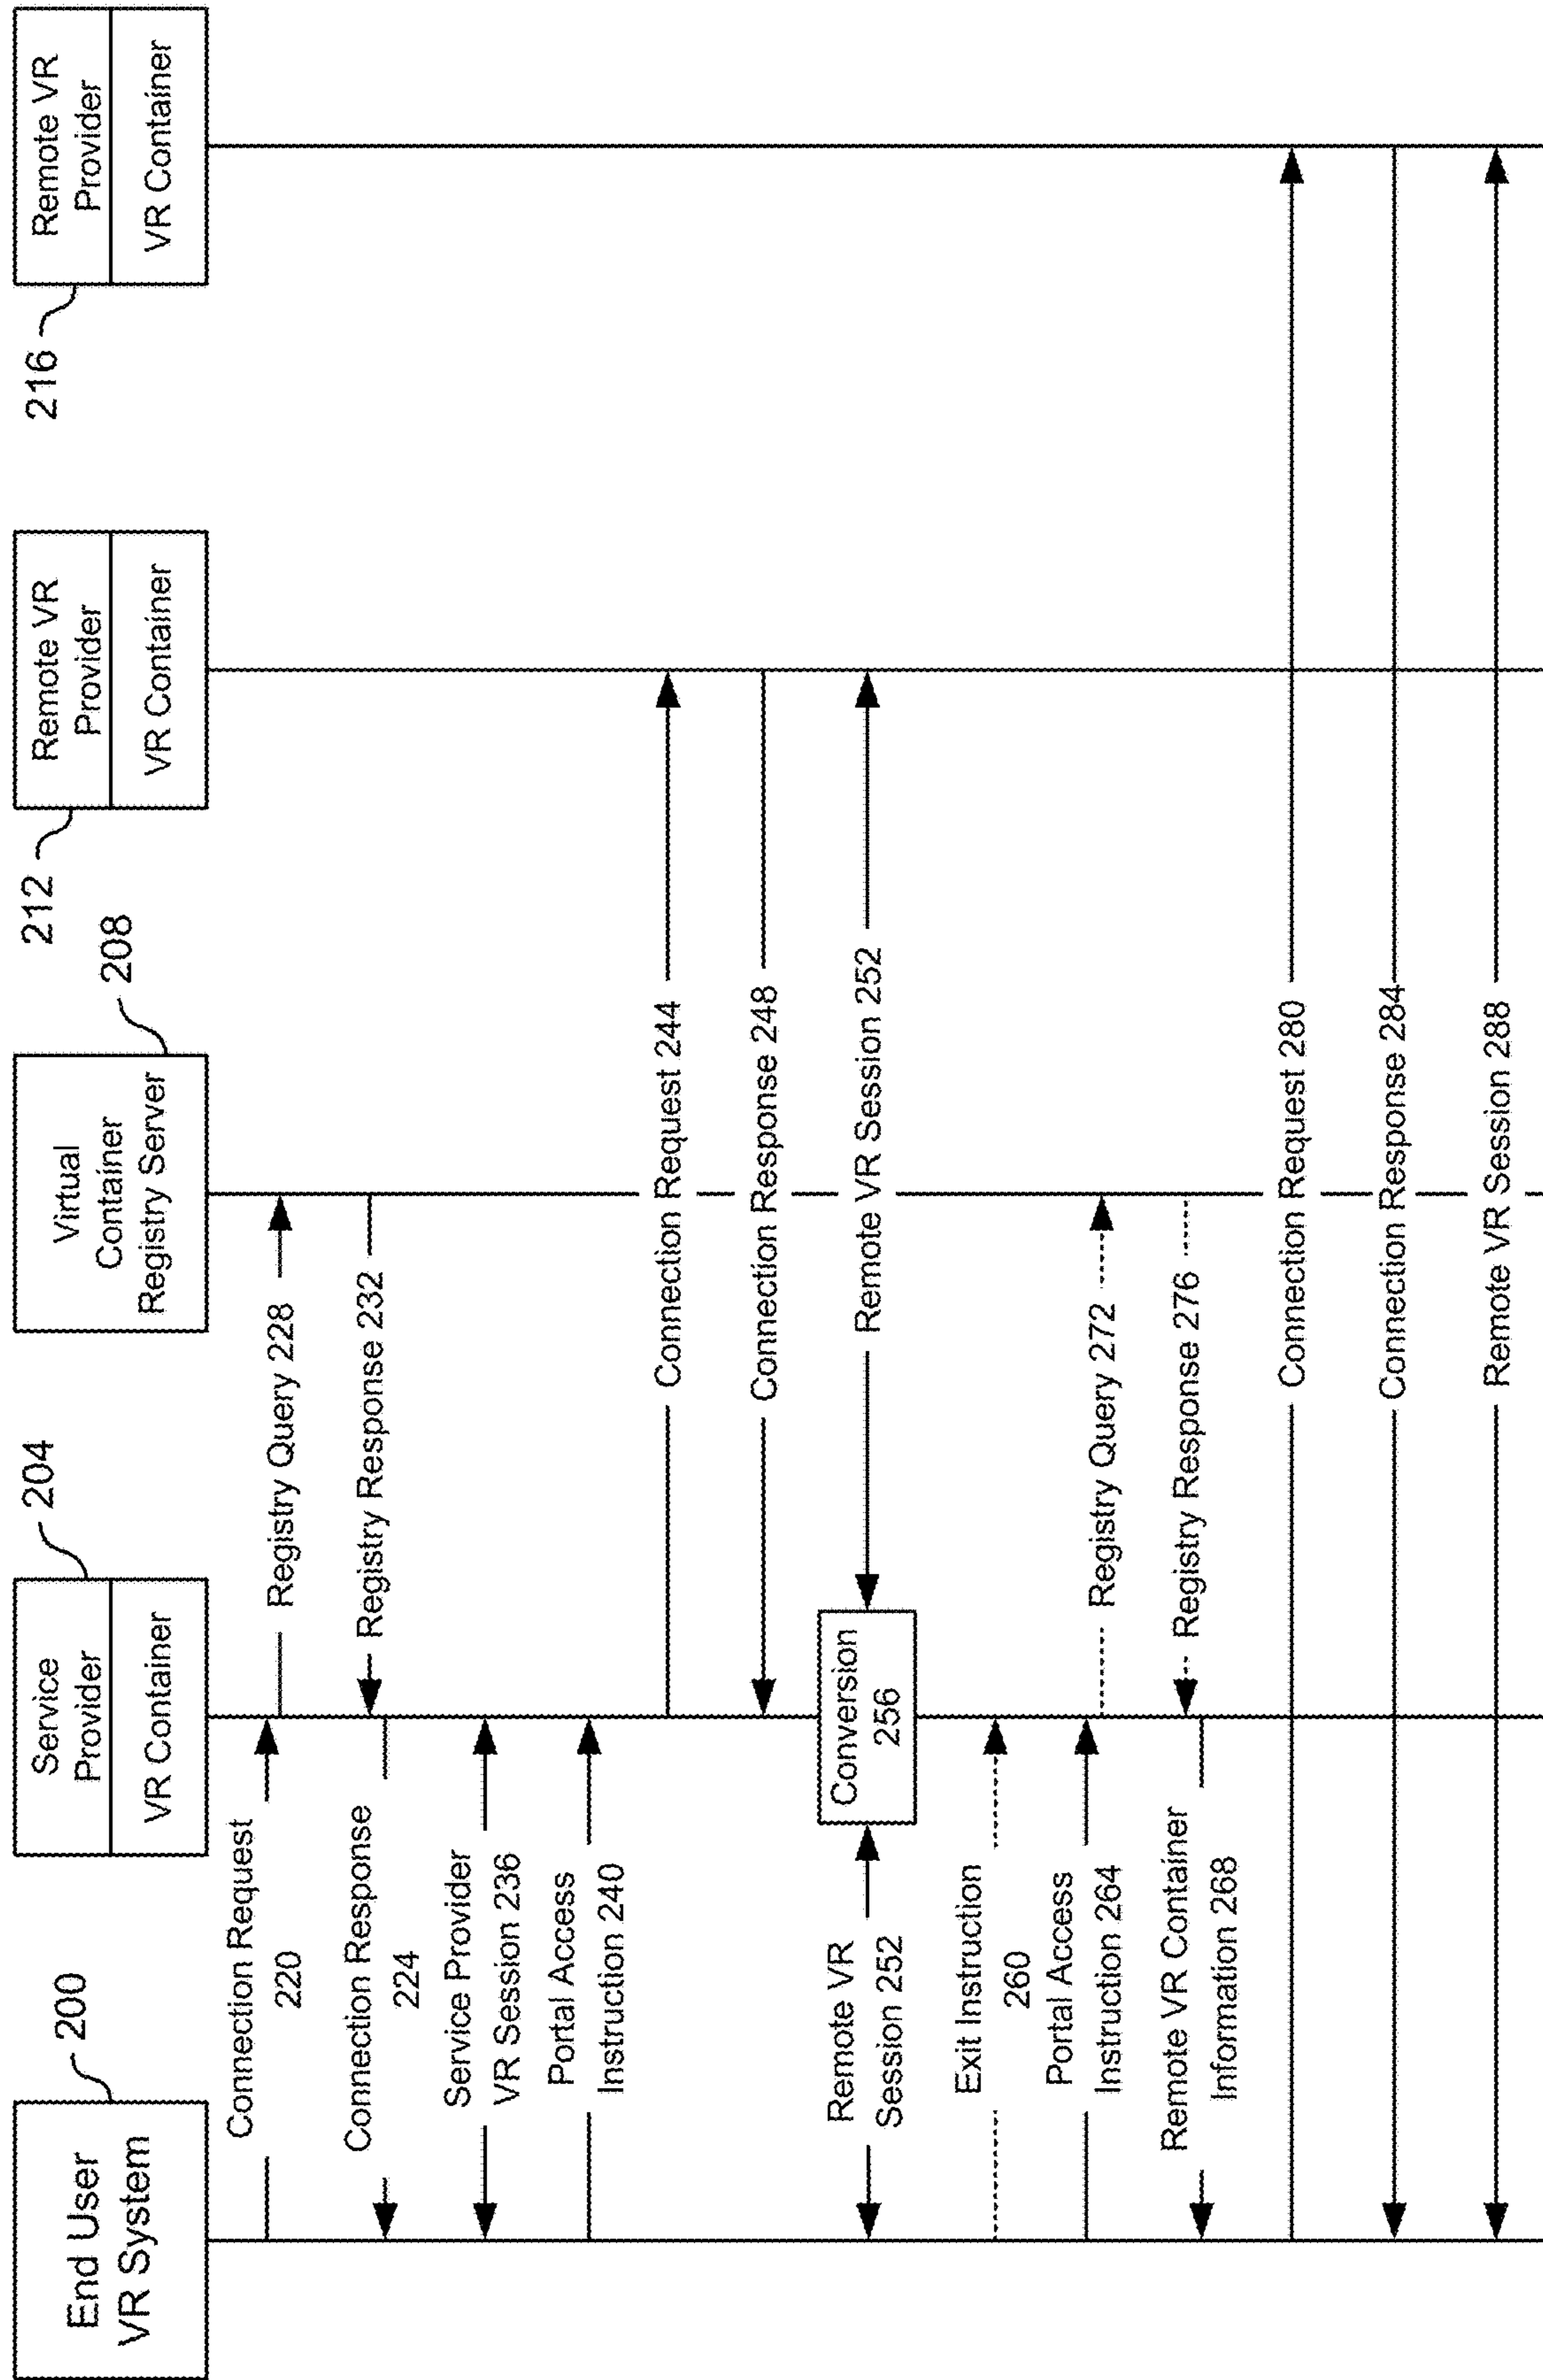 End User
VR System
200
Service
Provider
VR Container
204
Virtual
Container
Registry Server
208
Remote VR
Provider
VR Container
212
Remote VR
Provider
VR Container
216
Connection Request
220
Registry Query 228
Registry Response 232
Connection Response
224
Service Provider
VR Session 236
Portal Access
Instruction 240
Connection Request 244
Connection Response 248
Remote VR
Session 252
Conversion
256
Remote VR Session 252
Exit Instruction
260
Portal Access
Instruction 264
Registry Query 272
Registry Response 276
Remote VR Container
Information 268
Connection Request 280
Connection Response 284
Remote VR Session 288